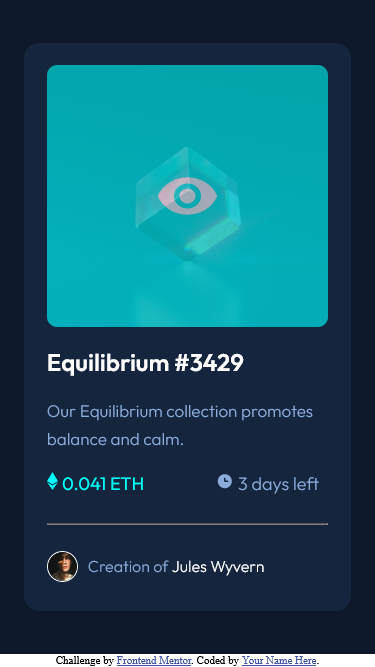 Equilibrium #3429
Our Equilibrium collection promotes
balance and calm.
0.041 ETH 3 days left
Creation of Jules Wyvern
Challenge by Frontend Mentor. Coded by Your Name Here.